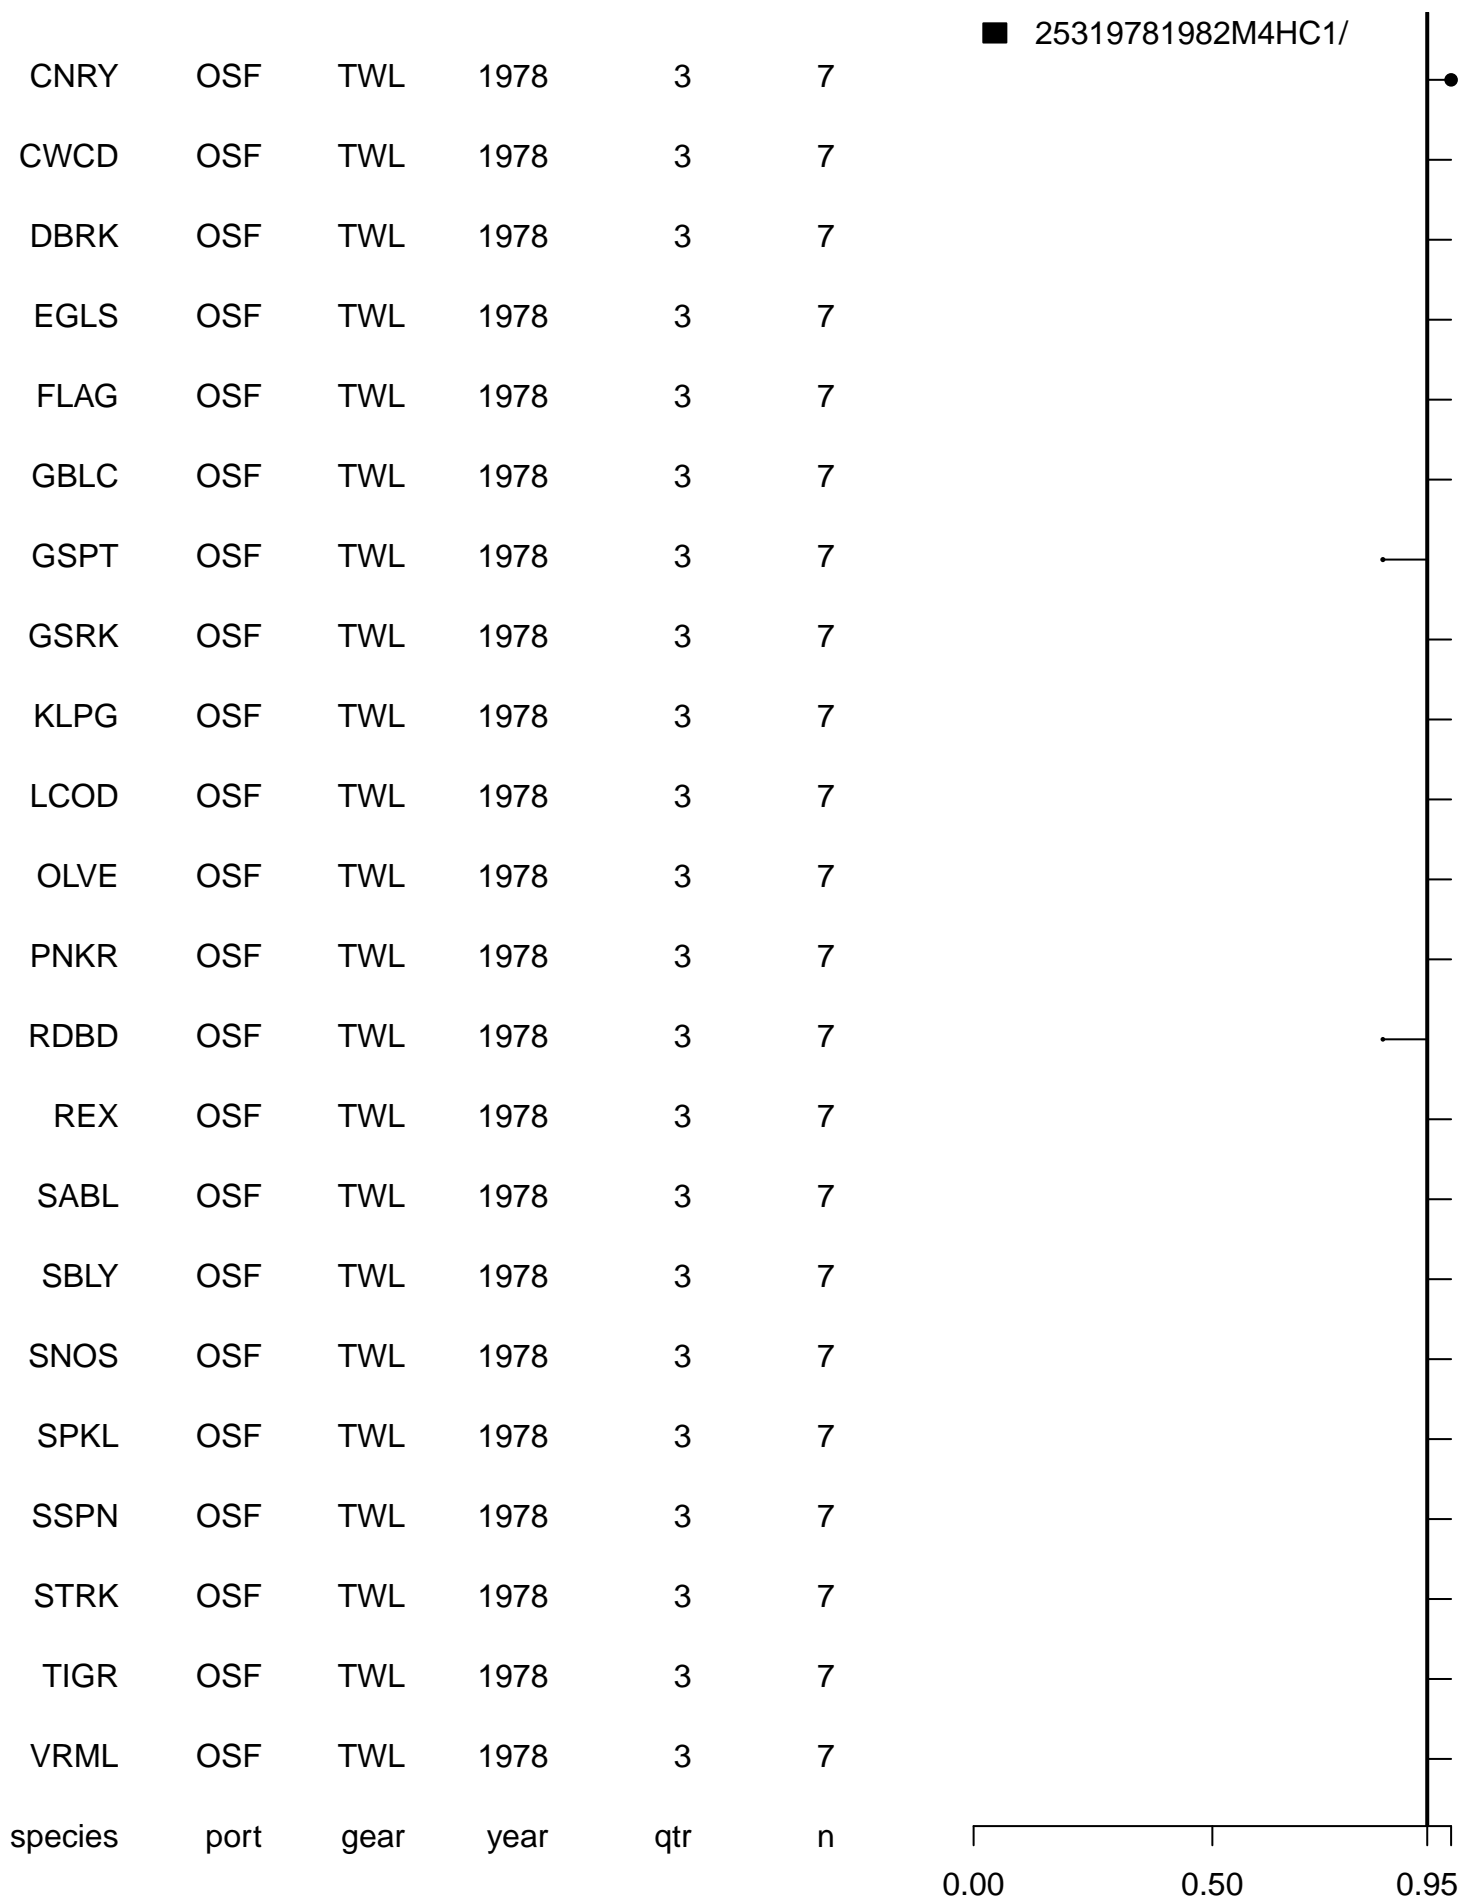 25319781982M4HC1/
CNRY OSF TWL 1978 3 7
CWCD OSF TWL 1978 3 7
DBRK OSF TWL 1978 3 7
EGLS OSF TWL 1978 3 7
FLAG OSF TWL 1978 3 7
GBLC OSF TWL 1978 3 7
GSPT OSF TWL 1978 3 7
GSRK OSF TWL 1978 3 7
KLPG OSF TWL 1978 3 7
LCOD OSF TWL 1978 3 7
OLVE OSF TWL 1978 3 7
PNKR OSF TWL 1978 3 7
RDBD OSF TWL 1978 3 7
REX OSF TWL 1978 3 7
SABL OSF TWL 1978 3 7
SBLY OSF TWL 1978 3 7
SNOS OSF TWL 1978 3 7
SPKL OSF TWL 1978 3 7
SSPN OSF TWL 1978 3 7
STRK OSF TWL 1978 3 7
TIGR OSF TWL 1978 3 7
VRML OSF TWL 1978 3 7
species port gear year qtr n
0.00 0.50 0.95